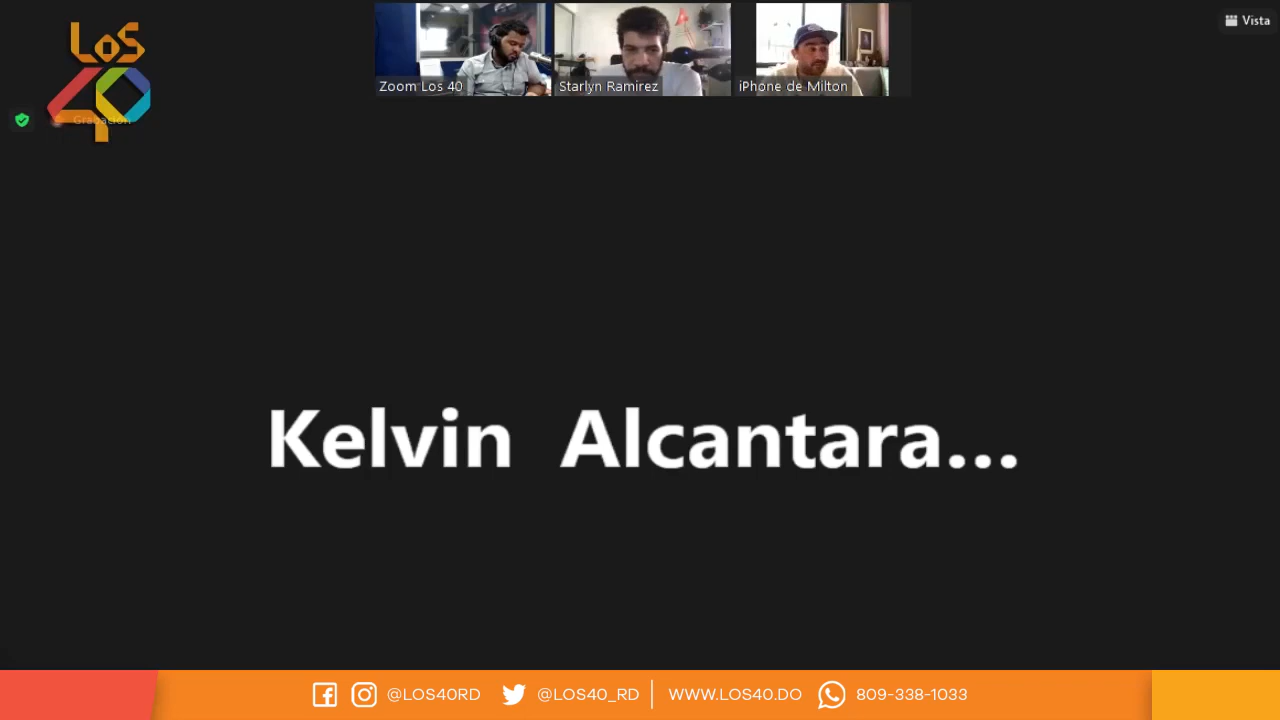 LOS
40
Vista
Zoom Los 40
Starlyn Ramirez
iPhone de Milton
Grabación
Kelvin Alcantara...
@LOS40RD
@LOS40_RD
WWW.LOS40.DO
809-338-1033